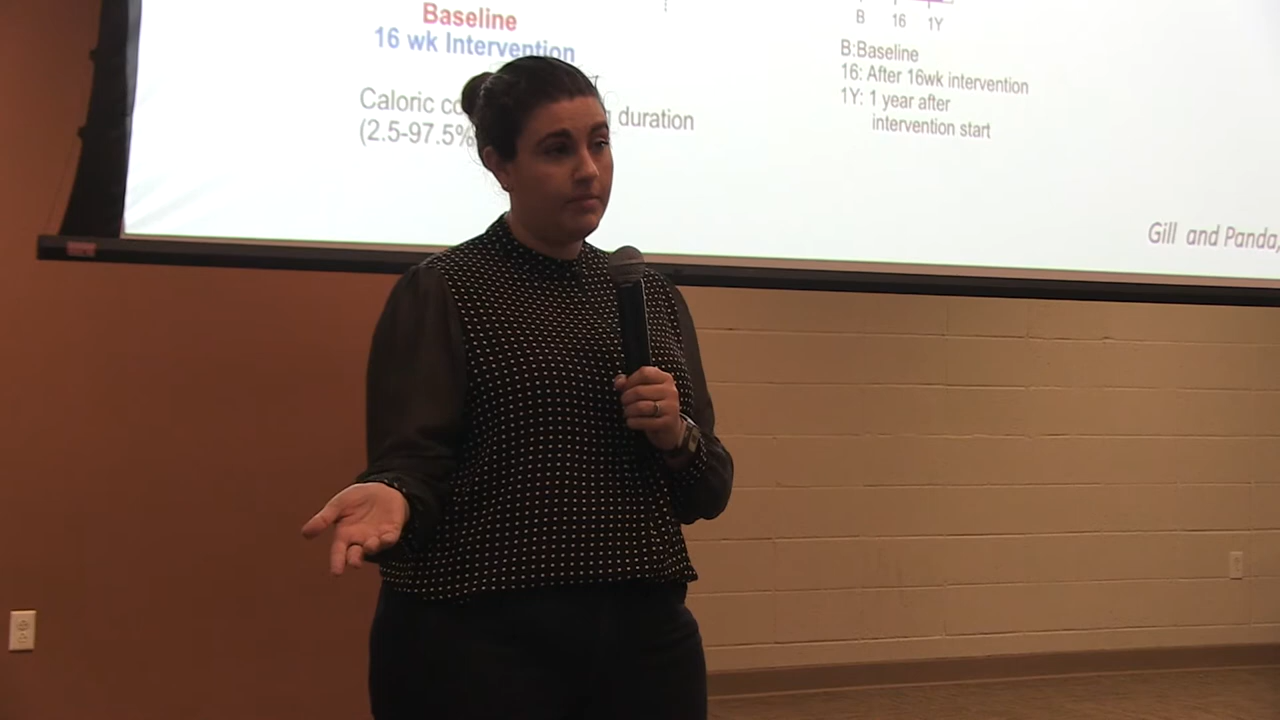 Baseline
16 wk Intervention
Caloric duration
(2.5-97.5%
B 16 1Y
B:Baseline
16: After 16wk intervention
1Y: 1 year after
intervention start
Gill and Panda,